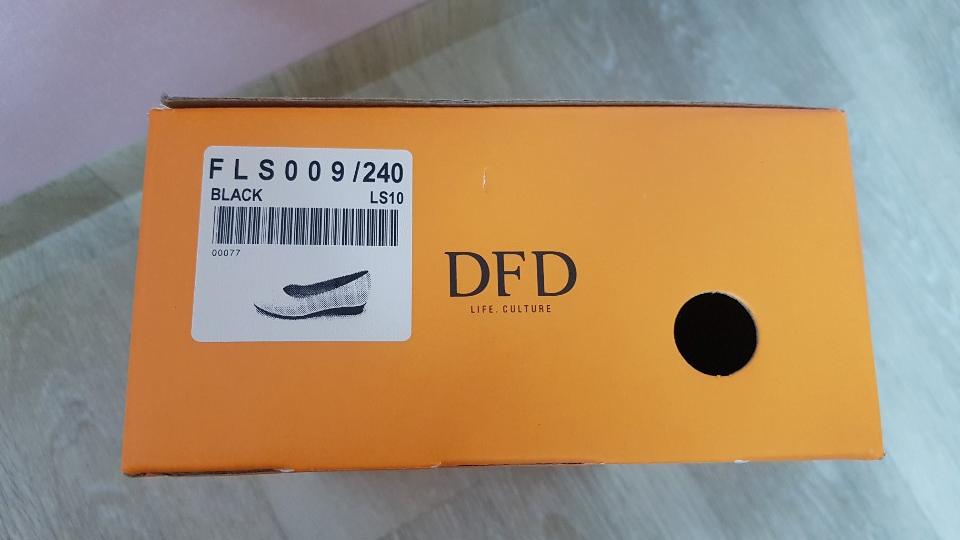 FLS009/240
BLACK LS10
00077
DFD
LIFE. CULTURE